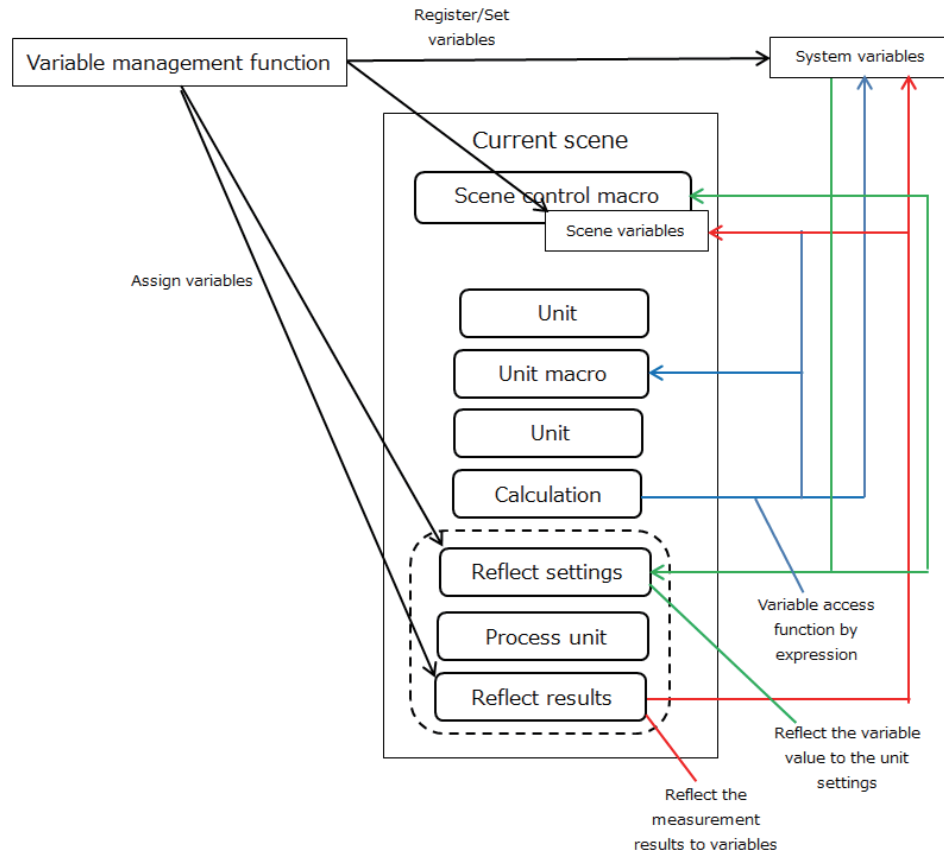 Register/Set
variables
Variable management function
System variables
Current scene
Scene control macro
Scene variables
Assign variables
Unit
Unit macro
Unit
Calculation
Reflect settings
Variable access
function by
expression
Process unit
Reflect results
Reflect the variable
value to the unit
settings
Reflect the
measurement
results to variables